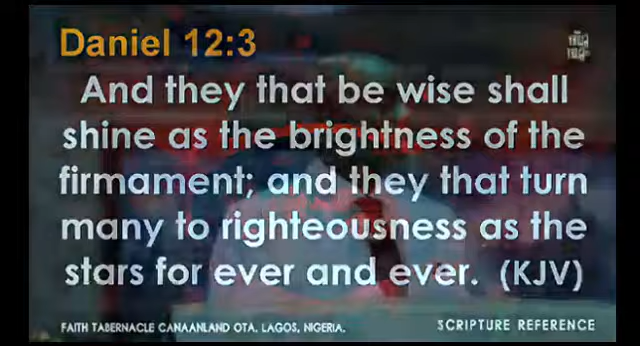 Daniel 12:3
And they that be wise shall
shine as the brightness of the
firmament; and they that turn
many to righteousness as the
stars for ever and ever. (KJV)
FAITH TABERNACLE CANAANLAND OTA, LAGOS, NIGERIA.
SCRIPTURE REFERENCE